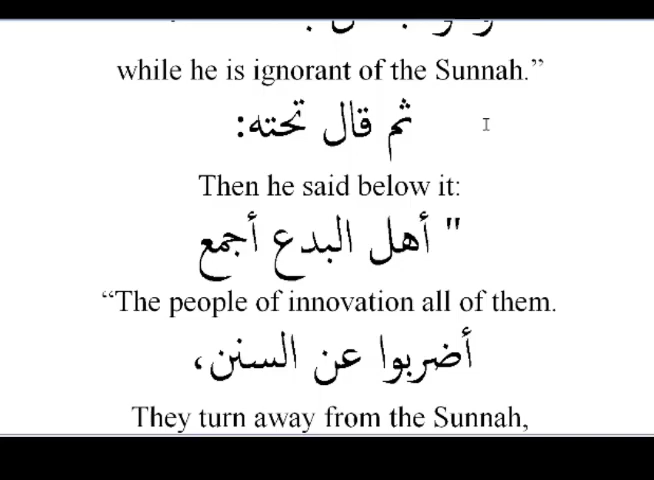 while he is ignorant of the Sunnah.”
ثم قال تحته:
Then he said below it:
" أهل البدع أجمع
“The people of innovation all of them.
أضربوا عن السنن،
They turn away from the Sunnah,